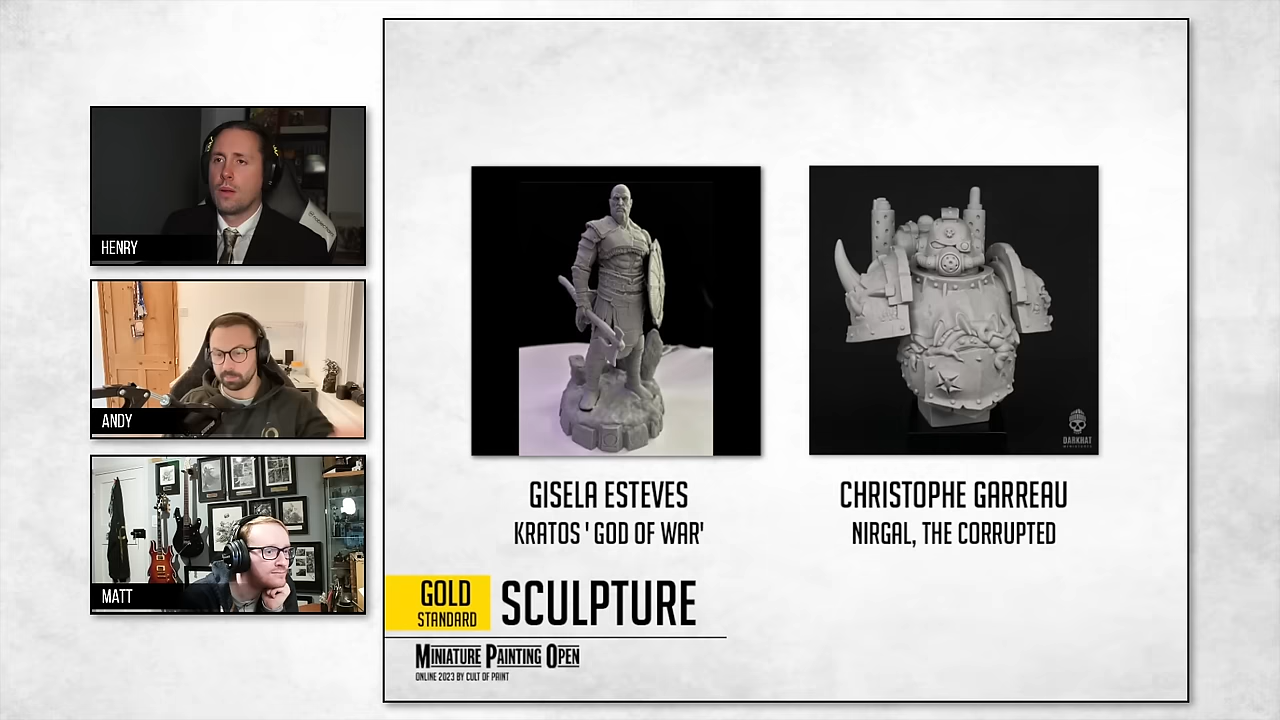 HENRY
ANDY
MATT
DARKHAT
MINIATURES
GISELA ESTEVES
KRATOS ' GOD OF WAR'
CHRISTOPHE GARREAU
NIRGAL, THE CORRUPTED
GOLD
STANDARD
SCULPTURE
MINIATURE PAINTING OPEN
ONLINE 2023 BY CULT OF PAINT